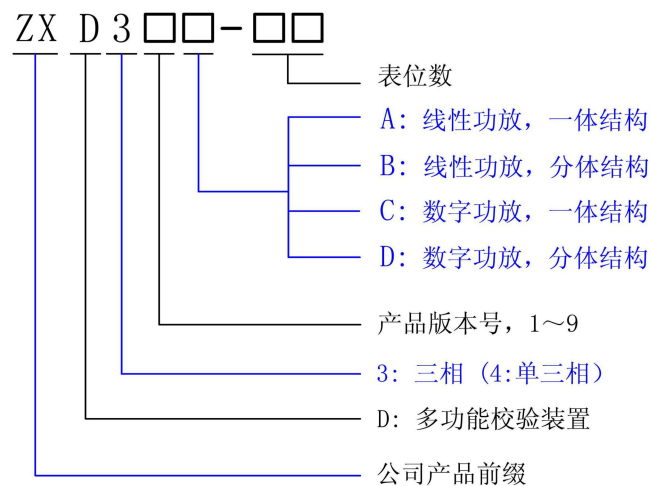 ZX D 3 □□-□□
表位数
A: 线性功放，一体结构
B: 线性功放，分体结构
C: 数字功放，一体结构
D: 数字功放，分体结构
产品版本号，1～9
3: 三相 (4:单三相）
D: 多功能校验装置
公司产品前缀